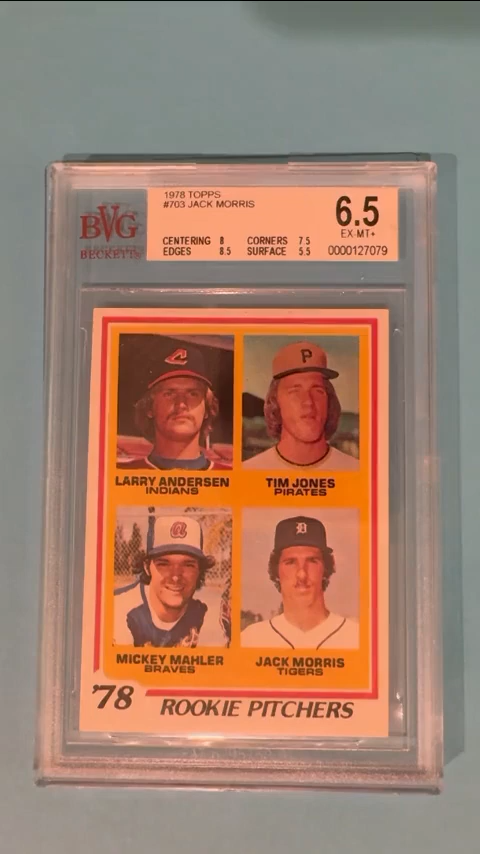 BVG
BECKETTS
1978 TOPPS
#703 JACK MORRIS
CENTERING 8 CORNERS 7.5
EDGES 8.5 SURFACE 5.5
6.5
EX-MT+
0000127079
C
P
LARRY ANDERSEN
INDIANS
TIM JONES
PIRATES
a
D
MICKEY MAHLER
BRAVES
JACK MORRIS
TIGERS
'78 ROOKIE PITCHERS